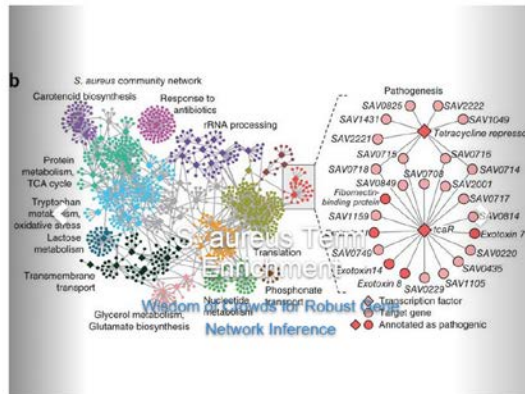 b
S. aureus community network
Carotenoid biosynthesis
Response to
antibiotics
rRNA processing
Protein
metabolism,
TCA cycle
Tryptophan
metabolism,
oxidative stress
Lactose
metabolism
Transmembrane
transport
Glycerol metabolism,
Glutamate biosynthesis
Nucleotide
metabolism
Phosphonate
transport
Translation
S. aureus Term
Enrichment
Wisdom of Crowds for Robust Gene
Network Inference
Pathogenesis
SAV0825
SAV2222
SAV1431
SAV1049
Tetracycline repressor
SAV2221
SAV0715
SAV0716
SAV0718
SAV0708
SAV0714
SAV0849
SAV2001
Fibronectin-
binding protein
SAV0717
SAV1159
SAV0814
tcaR
Exotoxin 7
SAV0749
SAV0220
Exotoxin14
SAV0435
Exotoxin 8
SAV1105
SAV0229
Transcription factor
Target gene
Annotated as pathogenic